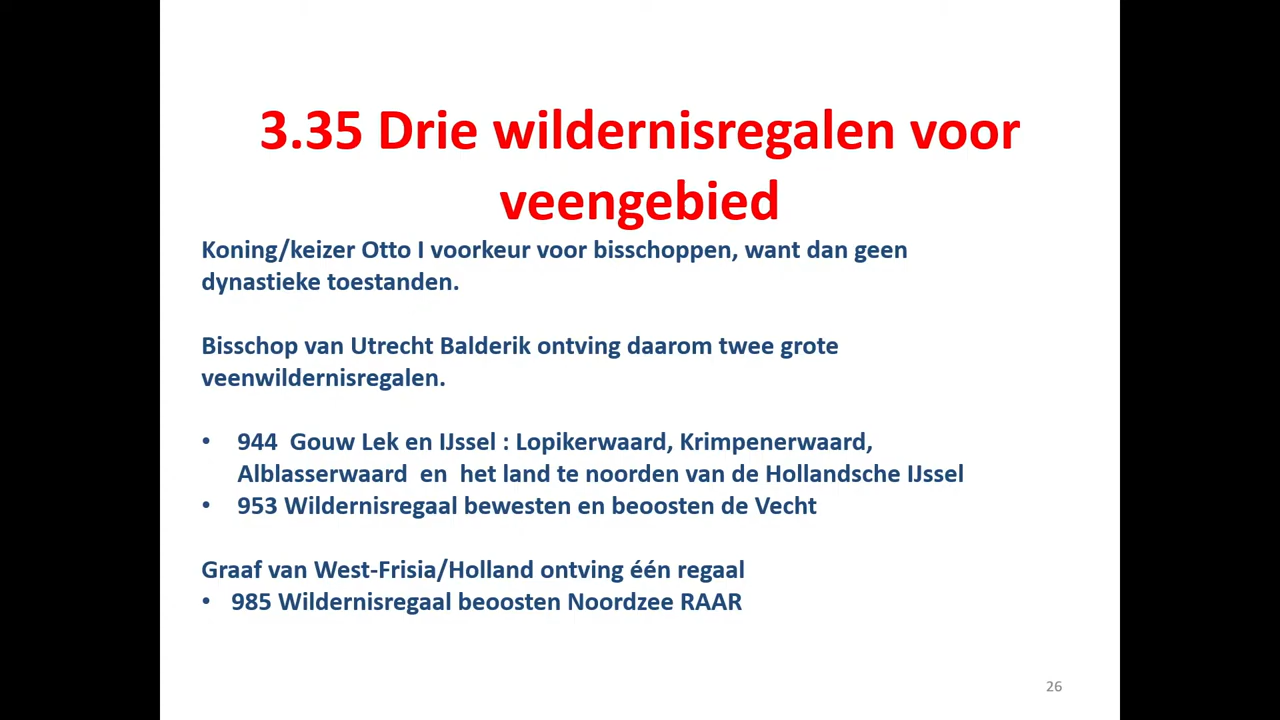 3.35 Drie wildernisregalen voor
veengebied
Koning/keizer Otto I voorkeur voor bisschoppen, want dan geen
dynastieke toestanden.
Bisschop van Utrecht Balderik ontving daarom twee grote
veenwildernisregalen.
• 944 Gouw Lek en IJssel : Lopikerwaard, Krimpenerwaard,
Alblasserwaard en het land te noorden van de Hollandsche IJssel
• 953 Wildernisregaal bewesten en beoosten de Vecht
Graaf van West-Frisia/Holland ontving één regaal
• 985 Wildernisregaal beoosten Noordzee RAAR
26